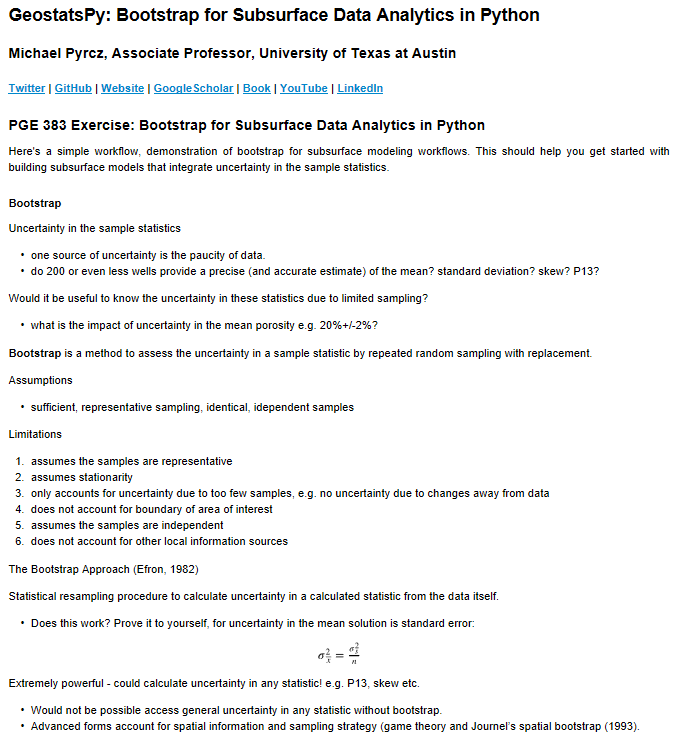 GeostatsPy: Bootstrap for Subsurface Data Analytics in Python
Michael Pyrcz, Associate Professor, University of Texas at Austin
Twitter | GitHub | Website | GoogleScholar | Book | YouTube | LinkedIn
PGE 383 Exercise: Bootstrap for Subsurface Data Analytics in Python
Here's a simple workflow, demonstration of bootstrap for subsurface modeling workflows. This should help you get started with
building subsurface models that integrate uncertainty in the sample statistics.
Bootstrap
Uncertainty in the sample statistics
• one source of uncertainty is the paucity of data.
• do 200 or even less wells provide a precise (and accurate estimate) of the mean? standard deviation? skew? P13?
Would it be useful to know the uncertainty in these statistics due to limited sampling?
• what is the impact of uncertainty in the mean porosity e.g. 20%+/-2%?
Bootstrap is a method to assess the uncertainty in a sample statistic by repeated random sampling with replacement.
Assumptions
• sufficient, representative sampling, identical, idependent samples
Limitations
1. assumes the samples are representative
2. assumes stationarity
3. only accounts for uncertainty due to too few samples, e.g. no uncertainty due to changes away from data
4. does not account for boundary of area of interest
5. assumes the samples are independent
6. does not account for other local information sources
The Bootstrap Approach (Efron, 1982)
Statistical resampling procedure to calculate uncertainty in a calculated statistic from the data itself.
• Does this work? Prove it to yourself, for uncertainty in the mean solution is standard error:
σ²_x̄ = σ²_s / n
Extremely powerful - could calculate uncertainty in any statistic! e.g. P13, skew etc.
• Would not be possible access general uncertainty in any statistic without bootstrap.
• Advanced forms account for spatial information and sampling strategy (game theory and Journel's spatial bootstrap (1993).